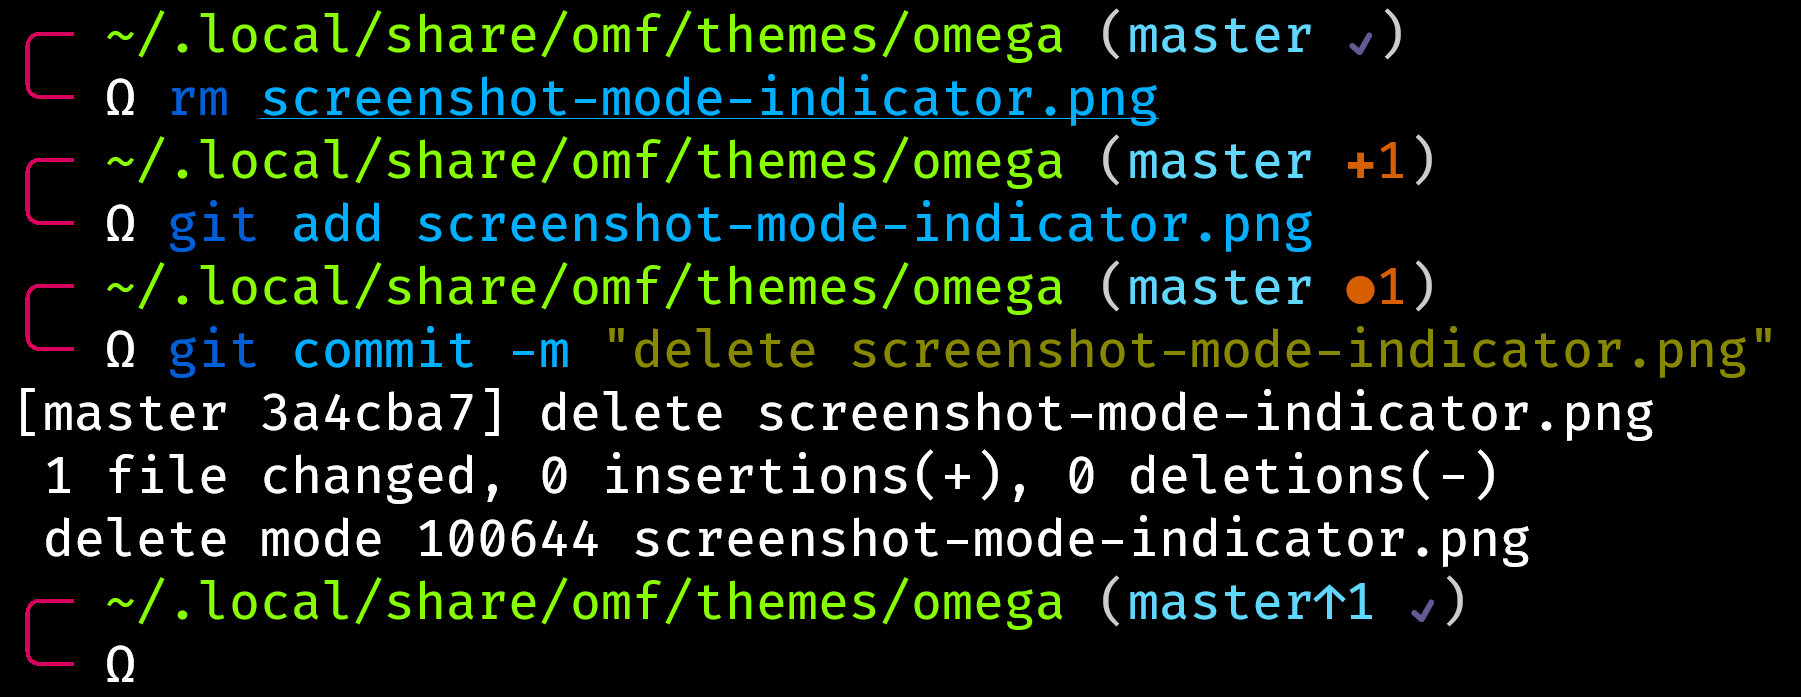 ~/.local/share/omf/themes/omega (master ✓)
Ω rm screenshot-mode-indicator.png
~/.local/share/omf/themes/omega (master +1)
Ω git add screenshot-mode-indicator.png
~/.local/share/omf/themes/omega (master ●1)
Ω git commit -m "delete screenshot-mode-indicator.png"
[master 3a4cba7] delete screenshot-mode-indicator.png
 1 file changed, 0 insertions(+), 0 deletions(-)
 delete mode 100644 screenshot-mode-indicator.png
~/.local/share/omf/themes/omega (master↑1 ✓)
Ω